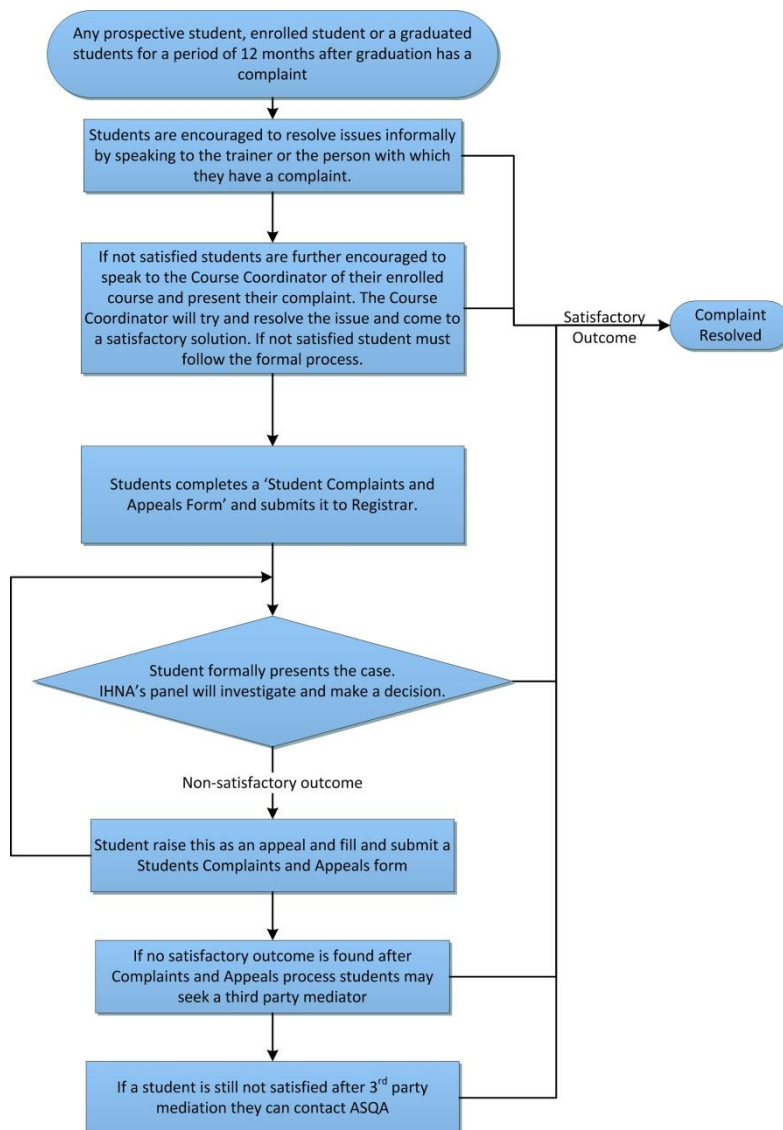 Any prospective student, enrolled student or a graduated
students for a period of 12 months after graduation has a
complaint
Students are encouraged to resolve issues informally
by speaking to the trainer or the person with which
they have a complaint.
If not satisfied students are further encouraged to
speak to the Course Coordinator of their enrolled
course and present their complaint. The Course
Coordinator will try and resolve the issue and come to
a satisfactory solution. If not satisfied student must
follow the formal process.
Satisfactory
Outcome
Complaint
Resolved
Students completes a ‘Student Complaints and
Appeals Form’ and submits it to Registrar.
Student formally presents the case.
IHNA’s panel will investigate and make a decision.
Non-satisfactory outcome
Student raise this as an appeal and fill and submit a
Students Complaints and Appeals form
If no satisfactory outcome is found after
Complaints and Appeals process students may
seek a third party mediator
If a student is still not satisfied after 3rd party
mediation they can contact ASQA